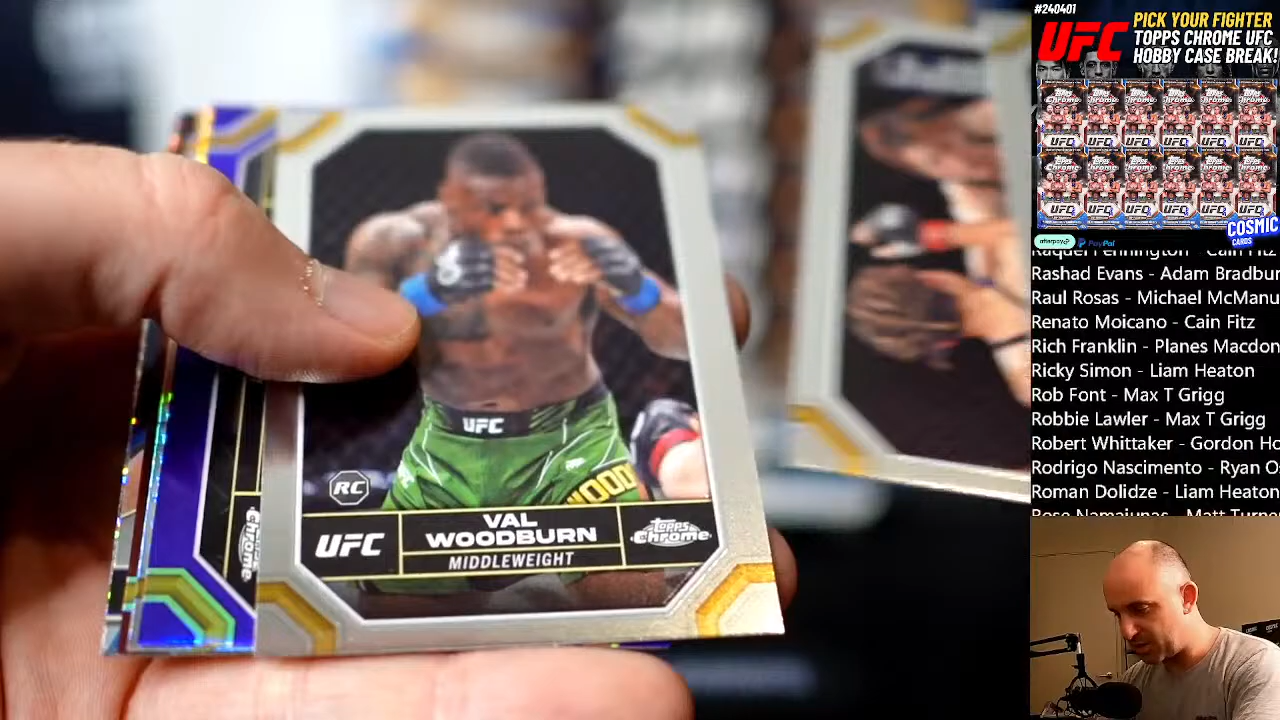 #240401
UFC
PICK YOUR FIGHTER
TOPPS CHROME UFC
HOBBY CASE BREAK!
COSMIC
CARDS
afterpay
PayPal
Raquel Pennington - Cain Fitz
Rashad Evans - Adam Bradbur
Raul Rosas - Michael McManu
Renato Moicano - Cain Fitz
Rich Franklin - Planes Macdon
Ricky Simon - Liam Heaton
Rob Font - Max T Grigg
Robbie Lawler - Max T Grigg
Robert Whittaker - Gordon Ho
Rodrigo Nascimento - Ryan O
Roman Dolidze - Liam Heaton
Rose Namajunas - Matt Turne
UFC
WOOD
RC
UFC
VAL
WOODBURN
MIDDLEWEIGHT
Topps
Chrome
Chrome